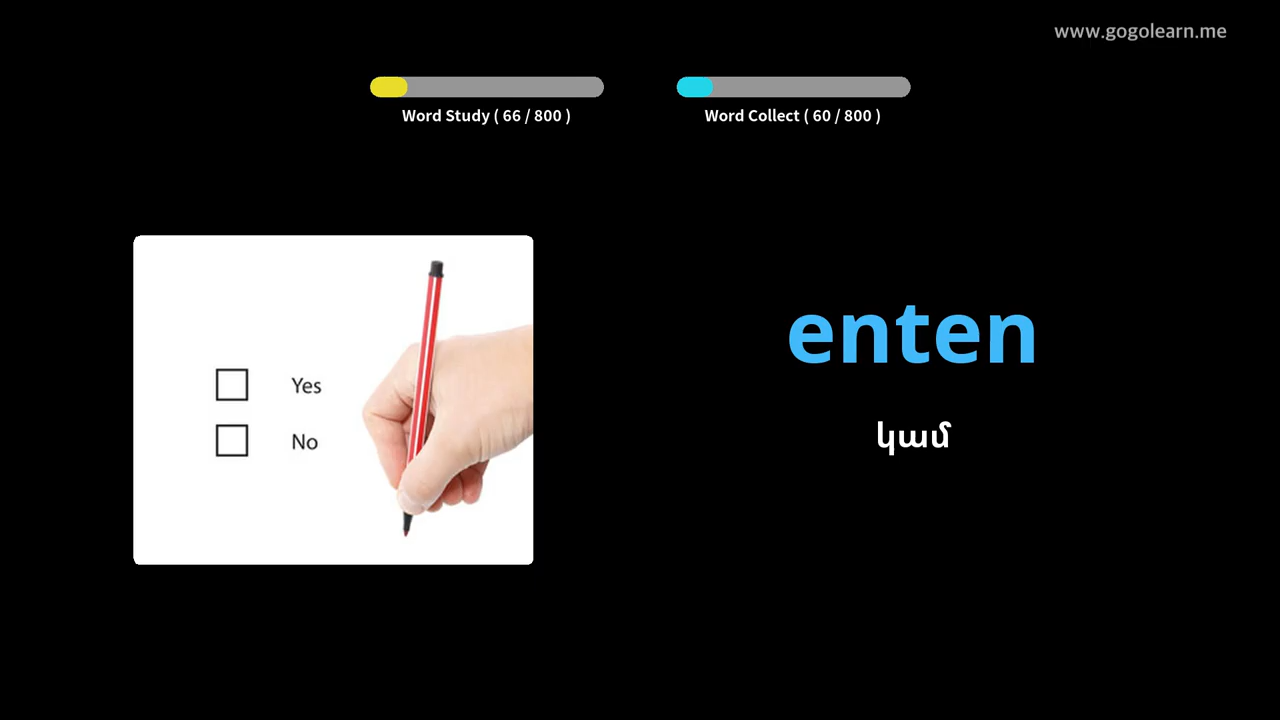 www.gogolearn.me
Word Study ( 66 / 800 )
Word Collect ( 60 / 800 )
Yes
No
enten
կամ